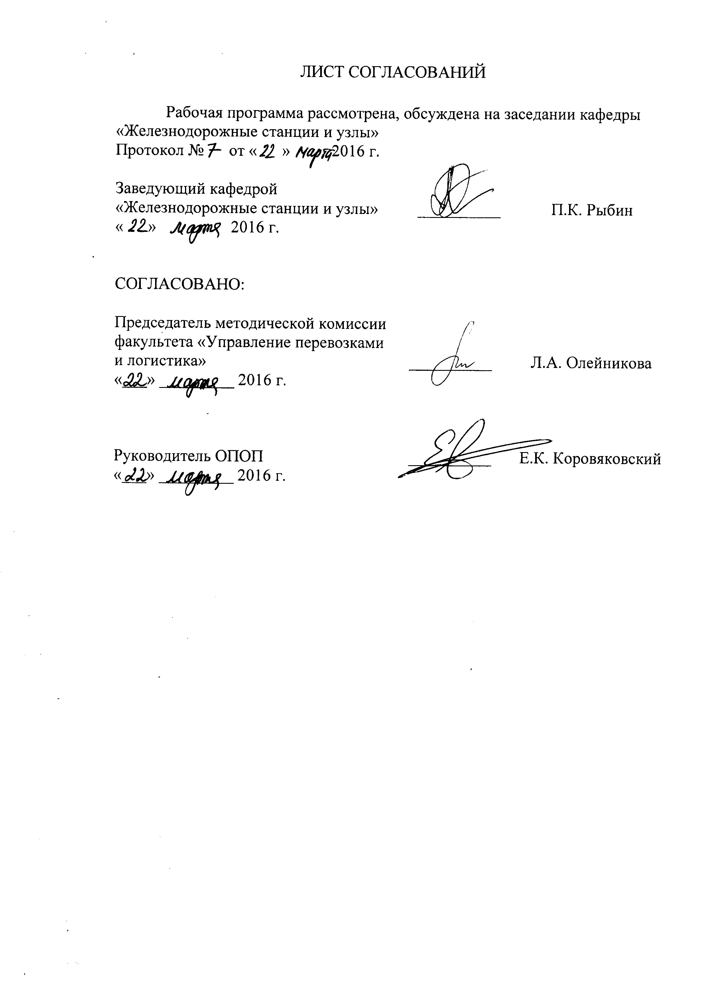 ЛИСТ СОГЛАСОВАНИЙ
Рабочая программа рассмотрена, обсуждена на заседании кафедры
«Железнодорожные станции и узлы»
Протокол № 7 от «22» марта 2016 г.
Заведующий кафедрой
«Железнодорожные станции и узлы» П.К. Рыбин
«22» марта 2016 г.
СОГЛАСОВАНО:
Председатель методической комиссии
факультета «Управление перевозками
и логистика» Л.А. Олейникова
«22» марта 2016 г.
Руководитель ОПОП Е.К. Коровяковский
«22» марта 2016 г.